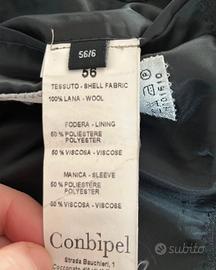 56/6
56
TESSUTO - SHELL FABRIC
100% LANA - WOOL
FODERA - LINING
50 % POLIESTERE
POLYESTER
50 % VISCOSA - VISCOSE
MANICA - SLEEVE
50 % POLIESTERE
POLYESTER
50 % VISCOSA - VISCOSE
Conbipel
Strada Bauchieri, 1
subito